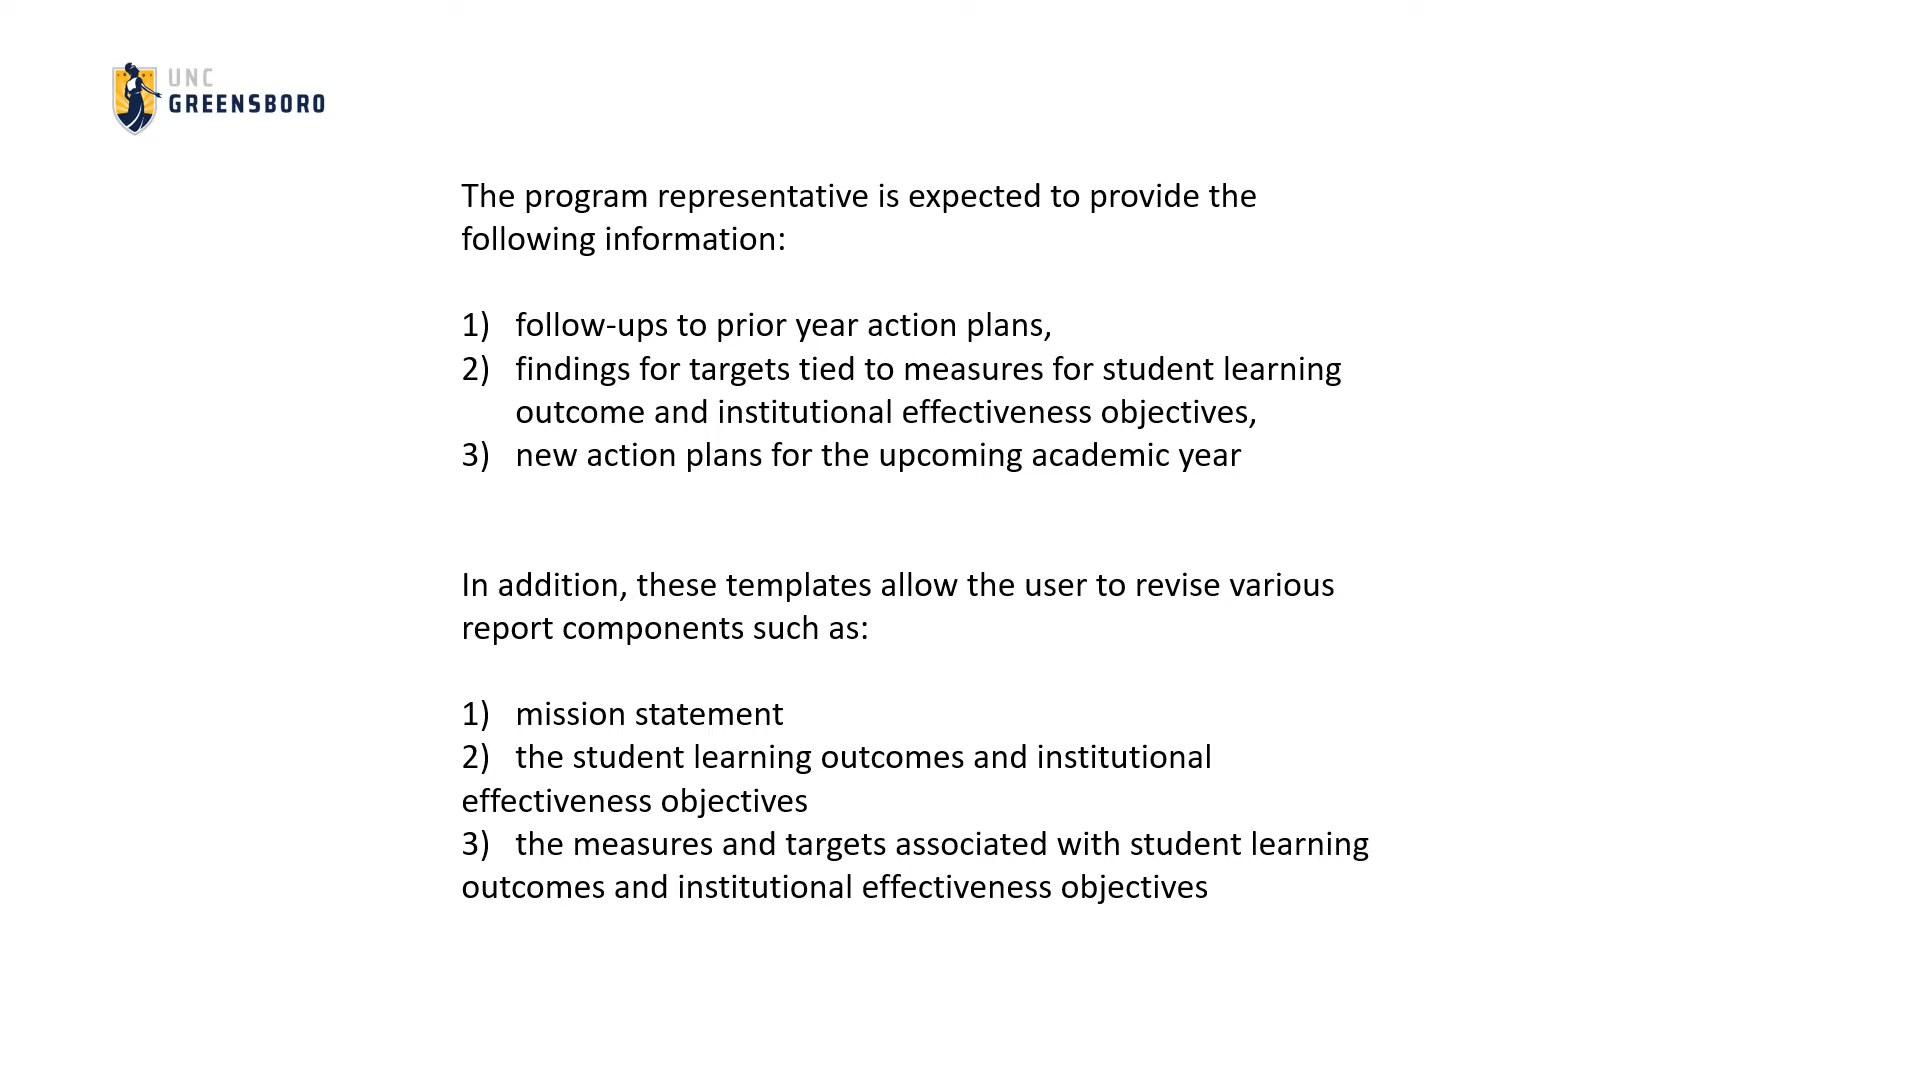 UNC
GREENSBORO
The program representative is expected to provide the
following information:
1) follow-ups to prior year action plans,
2) findings for targets tied to measures for student learning
outcome and institutional effectiveness objectives,
3) new action plans for the upcoming academic year
In addition, these templates allow the user to revise various
report components such as:
1) mission statement
2) the student learning outcomes and institutional
effectiveness objectives
3) the measures and targets associated with student learning
outcomes and institutional effectiveness objectives